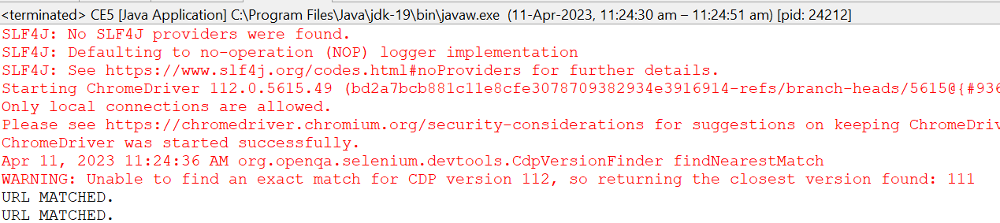 <terminated> CE5 [Java Application] C:\Program Files\Java\jdk-19\bin\javaw.exe (11-Apr-2023, 11:24:30 am – 11:24:51 am) [pid: 24212]
SLF4J: No SLF4J providers were found.
SLF4J: Defaulting to no-operation (NOP) logger implementation
SLF4J: See https://www.slf4j.org/codes.html#noProviders for further details.
Starting ChromeDriver 112.0.5615.49 (bd2a7bcb881c11e8cfe3078709382934e3916914-refs/branch-heads/5615@{#936
Only local connections are allowed.
Please see https://chromedriver.chromium.org/security-considerations for suggestions on keeping ChromeDriv
ChromeDriver was started successfully.
Apr 11, 2023 11:24:36 AM org.openqa.selenium.devtools.CdpVersionFinder findNearestMatch
WARNING: Unable to find an exact match for CDP version 112, so returning the closest version found: 111
URL MATCHED.
URL MATCHED.